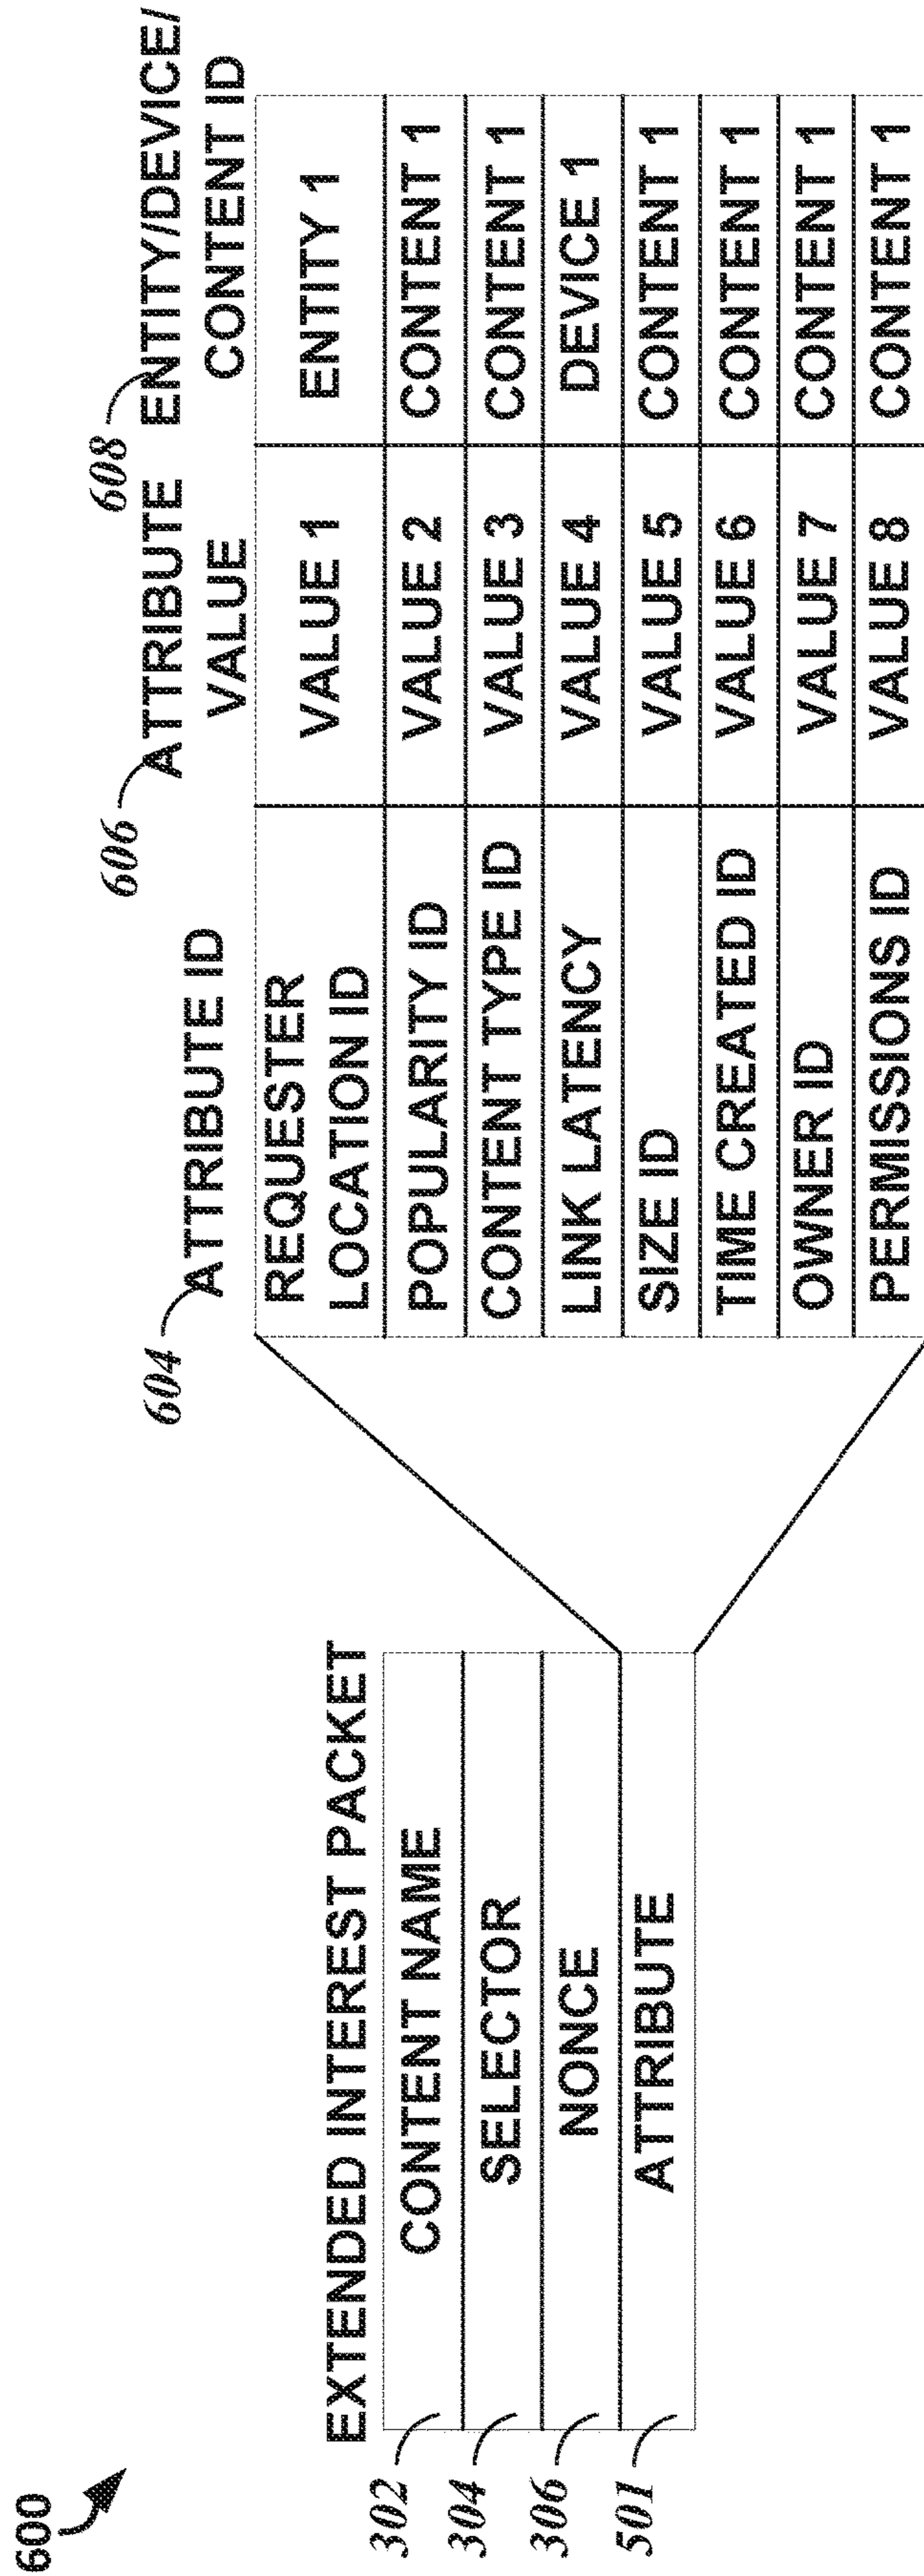 600
EXTENDED INTEREST PACKET
302
CONTENT NAME
304
SELECTOR
306
NONCE
501
ATTRIBUTE
604
ATTRIBUTE ID
606
ATTRIBUTE
VALUE
608
ENTITY/DEVICE/
CONTENT ID
REQUESTER
LOCATION ID
VALUE 1
ENTITY 1
POPULARITY ID
VALUE 2
CONTENT 1
CONTENT TYPE ID
VALUE 3
CONTENT 1
LINK LATENCY
VALUE 4
DEVICE 1
SIZE ID
VALUE 5
CONTENT 1
TIME CREATED ID
VALUE 6
CONTENT 1
OWNER ID
VALUE 7
CONTENT 1
PERMISSIONS ID
VALUE 8
CONTENT 1